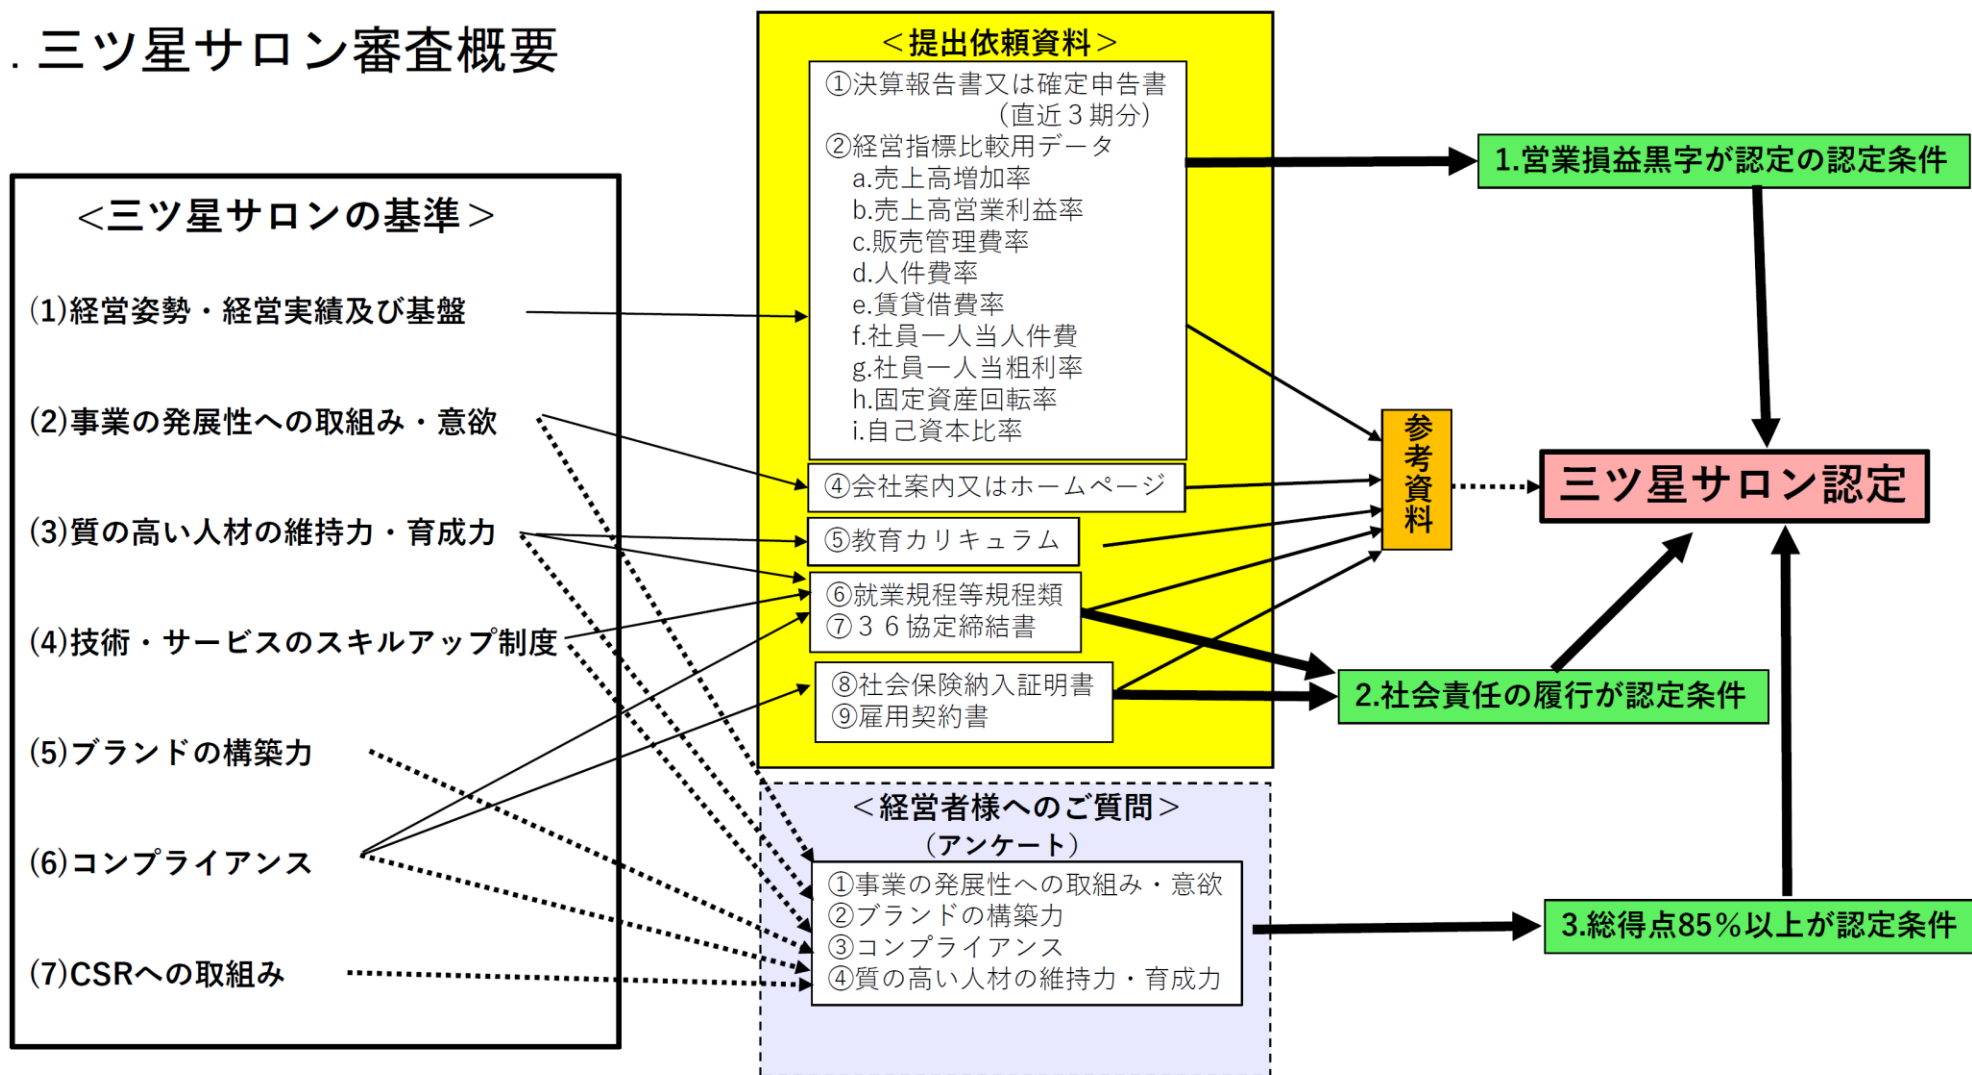 . 三ツ星サロン審査概要
＜三ツ星サロンの基準＞
(1)経営姿勢・経営実績及び基盤
(2)事業の発展性への取組み・意欲
(3)質の高い人材の維持力・育成力
(4)技術・サービスのスキルアップ制度
(5)ブランドの構築力
(6)コンプライアンス
(7)CSRへの取組み
＜提出依頼資料＞
①決算報告書又は確定申告書
（直近３期分）
②経営指標比較用データ
a.売上高増加率
b.売上高営業利益率
c.販売管理費率
d.人件費率
e.賃貸借費率
f.社員一人当人件費
g.社員一人当粗利率
h.固定資産回転率
i.自己資本比率
④会社案内又はホームページ
⑤教育カリキュラム
⑥就業規程等規程類
⑦３６協定締結書
⑧社会保険納入証明書
⑨雇用契約書
＜経営者様へのご質問＞
（アンケート）
①事業の発展性への取組み・意欲
②ブランドの構築力
③コンプライアンス
④質の高い人材の維持力・育成力
参考資料
1.営業損益黒字が認定の認定条件
三ツ星サロン認定
2.社会責任の履行が認定条件
3.総得点85％以上が認定条件